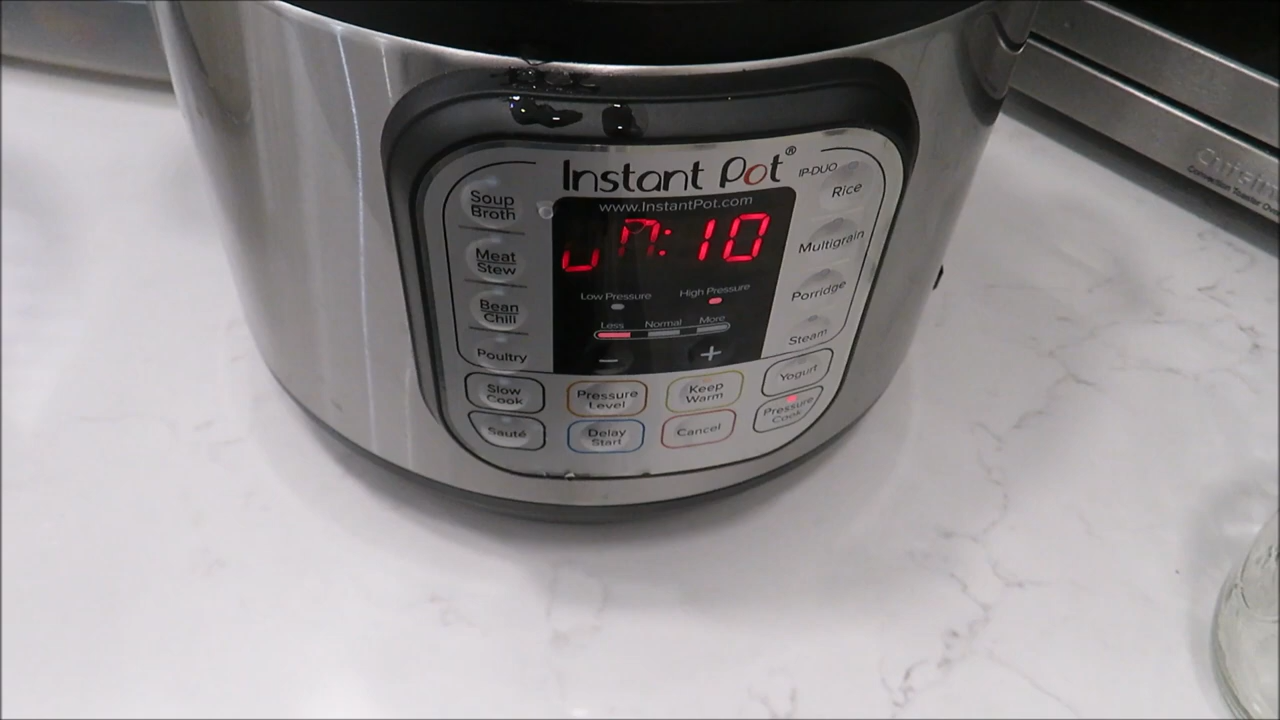 Instant Pot®
IP-DUO
www.InstantPot.com
:10
Low Pressure
High Pressure
Less
Normal
More
− +
Soup
Broth
Meat
Stew
Bean
Chili
Poultry
Rice
Multigrain
Porridge
Steam
Slow
Cook
Pressure
Level
Keep
Warm
Yogurt
Sauté
Delay
Start
Cancel
Pressure
Cook